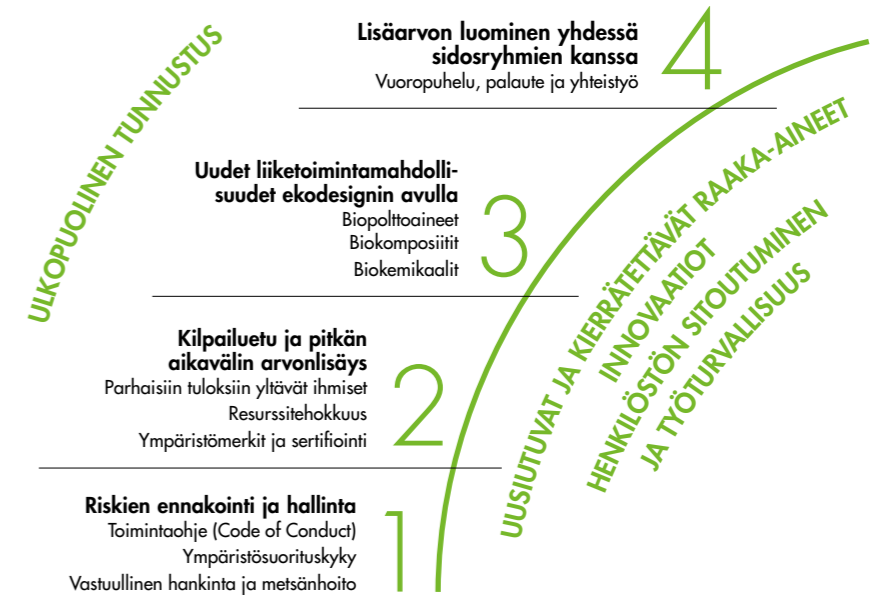 ULKOPUOLINEN TUNNUSTUS
Lisäarvon luominen yhdessä
sidosryhmien kanssa
Vuoropuhelu, palaute ja yhteistyö
4
Uudet liiketoimintamahdolli-
suudet ekodesignin avulla
Biopolttoaineet
Biokomposiitit
Biokemikaalit
3
Kilpailuetu ja pitkän
aikavälin arvonlisäys
Parhaisiin tuloksiin yltävät ihmiset
Resurssitehokkuus
Ympäristömerkit ja sertifiointi
2
Riskien ennakointi ja hallinta
Toimintaohje (Code of Conduct)
Ympäristösuorituskyky
Vastuullinen hankinta ja metsänhoito
1
UUSIUTUVAT JA KIERRÄTETTÄVÄT RAAKA-AINEET
INNOVAATIOT
HENKILÖSTÖN SITOUTUMINEN
JA TYÖTURVALLISUUS